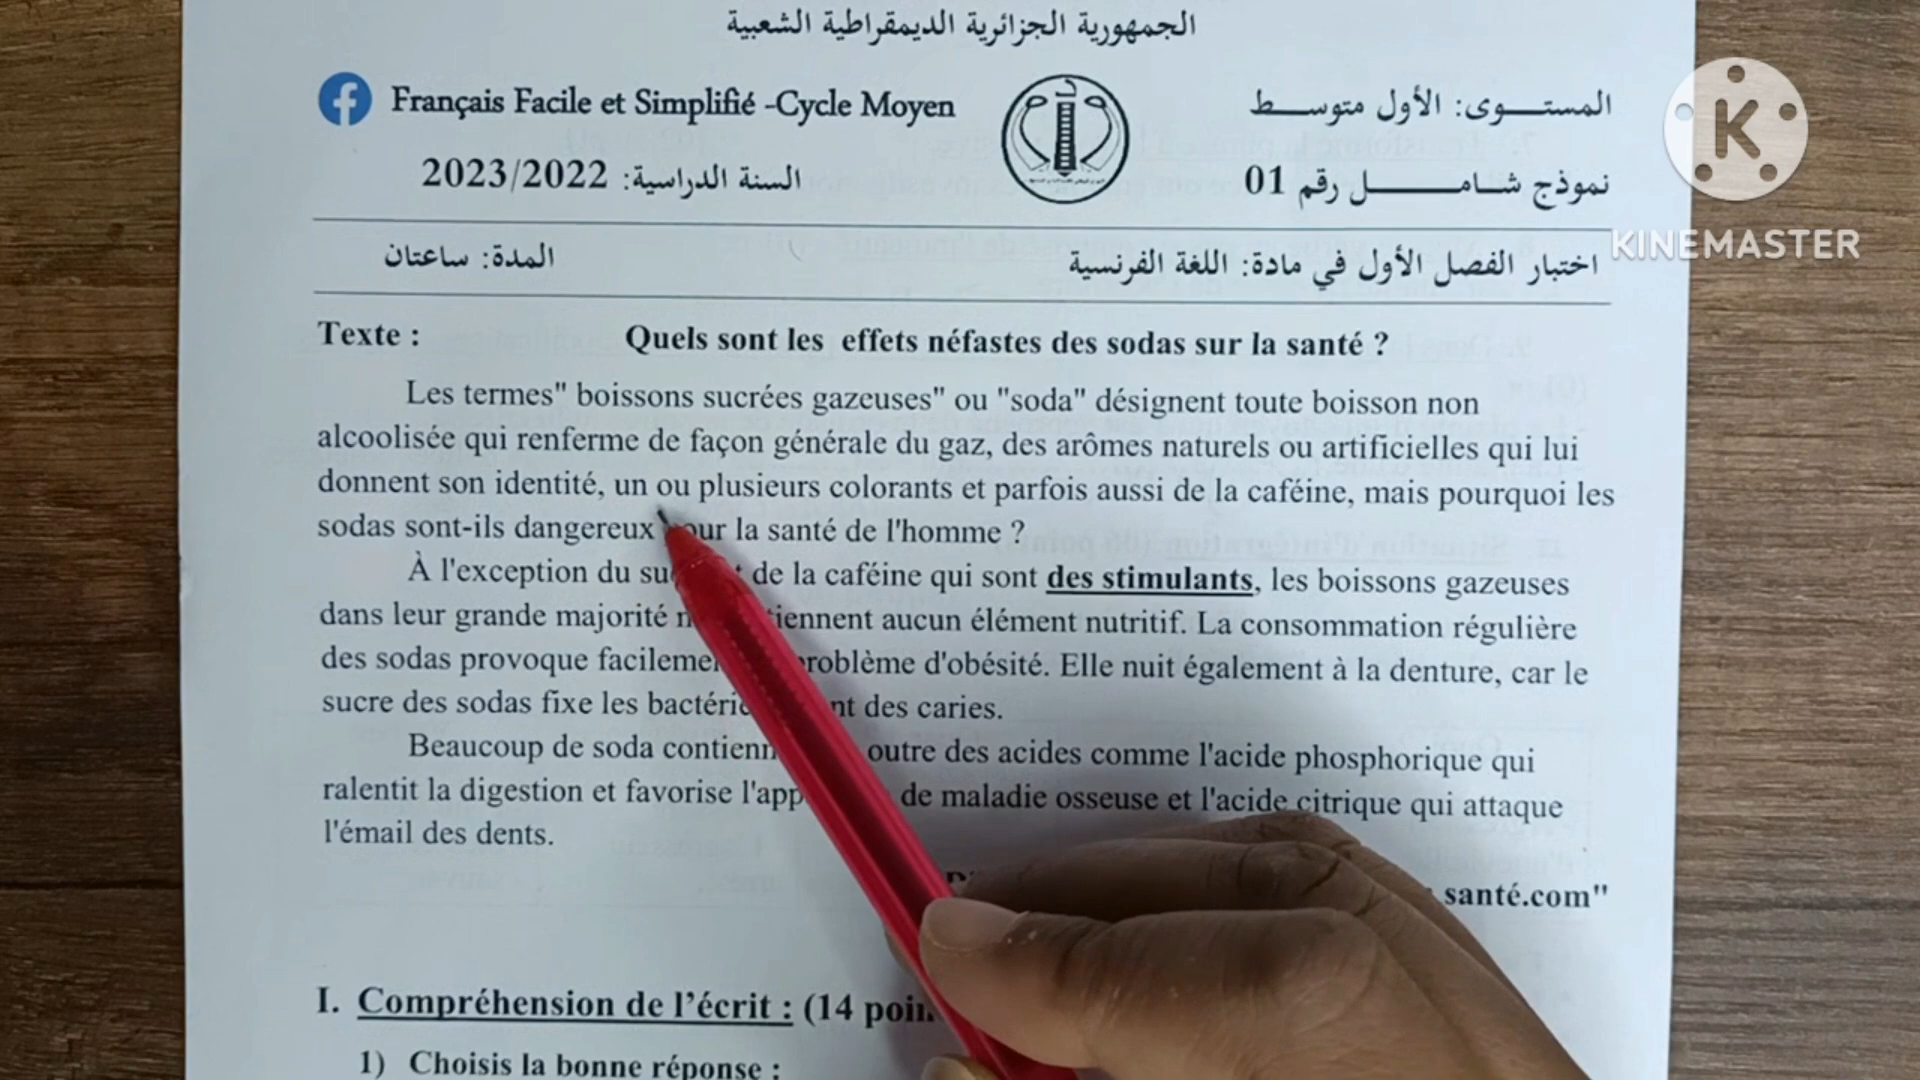 الجمهورية الجزائرية الديمقراطية الشعبية
Français Facile et Simplifié -Cycle Moyen
المستوى: الأول متوسط
السنة الدراسية: 2023/2022
نموذج شامل رقم 01
K
KINEMASTER
اختبار الفصل الأول في مادة: اللغة الفرنسية
المدة: ساعتان
Texte : Quels sont les effets néfastes des sodas sur la santé ?
Les termes" boissons sucrées gazeuses" ou "soda" désignent toute boisson non
alcoolisée qui renferme de façon générale du gaz, des arômes naturels ou artificielles qui lui
donnent son identité, un ou plusieurs colorants et parfois aussi de la caféine, mais pourquoi les
sodas sont-ils dangereux pour la santé de l'homme ?
À l'exception du de la caféine qui sont des stimulants, les boissons gazeuses
dans leur grande majorité aucun élément nutritif. La consommation régulière
des sodas provoque problème d'obésité. Elle nuit également à la denture, car le
sucre des sodas fixe les des caries.
Beaucoup de soda outre des acides comme l'acide phosphorique qui
ralentit la digestion et favorise de maladie osseuse et l'acide citrique qui attaque
l'émail des dents.
santé.com"
I. Compréhension de l'écrit : (14
1) Choisis la bonne réponse :